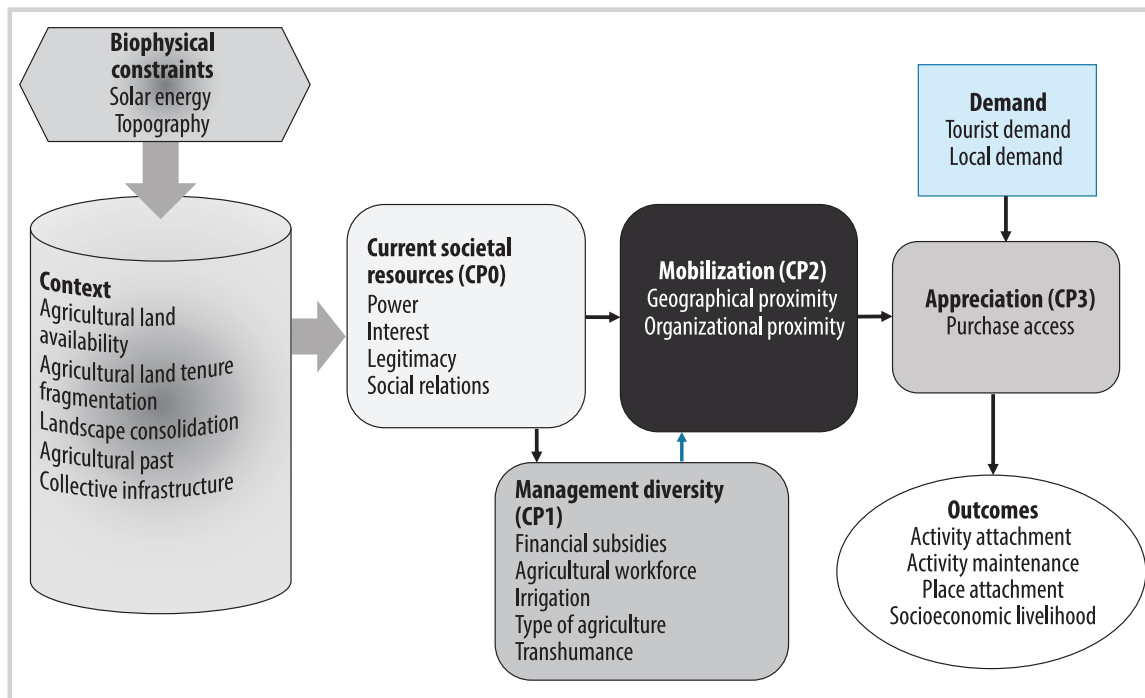 Biophysical
constraints
Solar energy
Topography
Context
Agricultural land
availability
Agricultural land tenure
fragmentation
Landscape consolidation
Agricultural past
Collective infrastructure
Current societal
resources (CP0)
Power
Interest
Legitimacy
Social relations
Management diversity
(CP1)
Financial subsidies
Agricultural workforce
Irrigation
Type of agriculture
Transhumance
Mobilization (CP2)
Geographical proximity
Organizational proximity
Demand
Tourist demand
Local demand
Appreciation (CP3)
Purchase access
Outcomes
Activity attachment
Activity maintenance
Place attachment
Socioeconomic livelihood